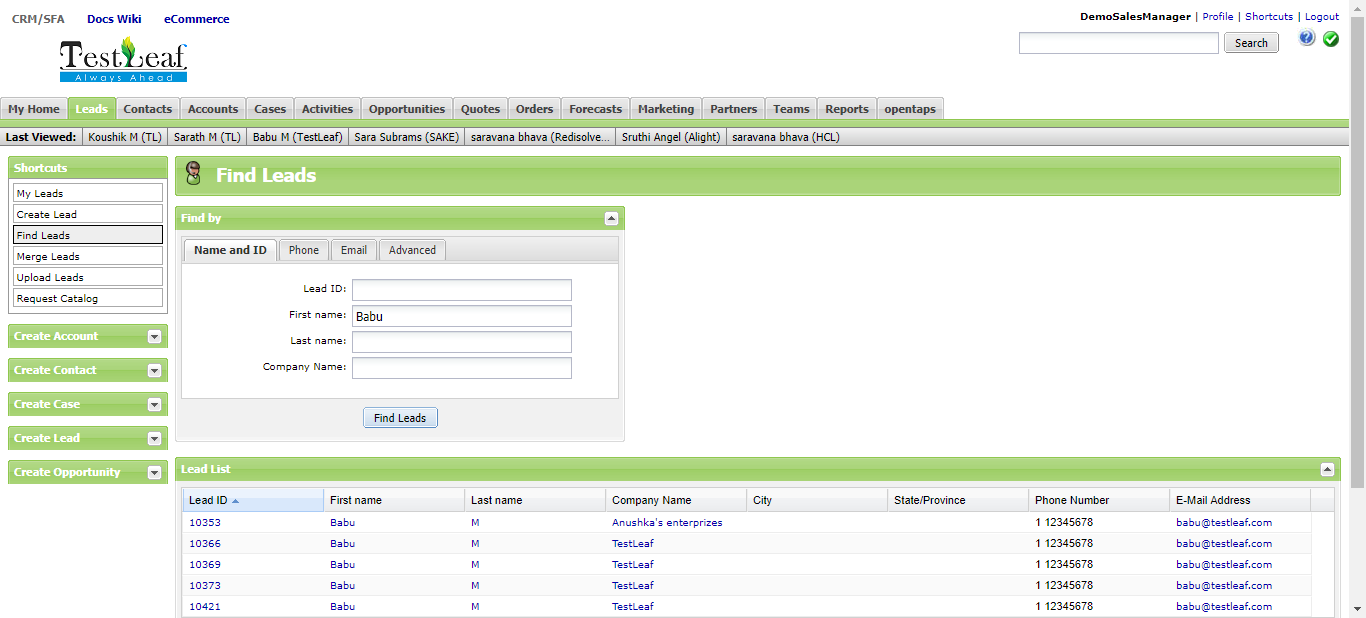 CRM/SFA Docs Wiki eCommerce
DemoSalesManager | Profile | Shortcuts | Logout
Search
TestLeaf
Always Ahead
My Home Leads Contacts Accounts Cases Activities Opportunities Quotes Orders Forecasts Marketing Partners Teams Reports opentaps
Last Viewed: Koushik M (TL) Sarath M (TL) Babu M (TestLeaf) Sara Subrams (SAKE) saravana bhava (Redisolve... Sruthi Angel (Alight) saravana bhava (HCL)
Shortcuts
My Leads
Create Lead
Find Leads
Merge Leads
Upload Leads
Request Catalog
Create Account
Create Contact
Create Case
Create Lead
Create Opportunity
Find Leads
Find by
Name and ID Phone Email Advanced
Lead ID:
First name: Babu
Last name:
Company Name:
Find Leads
Lead List
Lead ID First name Last name Company Name City State/Province Phone Number E-Mail Address
10353 Babu M Anushka's enterprizes 1 12345678 babu@testleaf.com
10366 Babu M TestLeaf 1 12345678 babu@testleaf.com
10369 Babu M TestLeaf 1 12345678 babu@testleaf.com
10373 Babu M TestLeaf 1 12345678 babu@testleaf.com
10421 Babu M TestLeaf 1 12345678 babu@testleaf.com